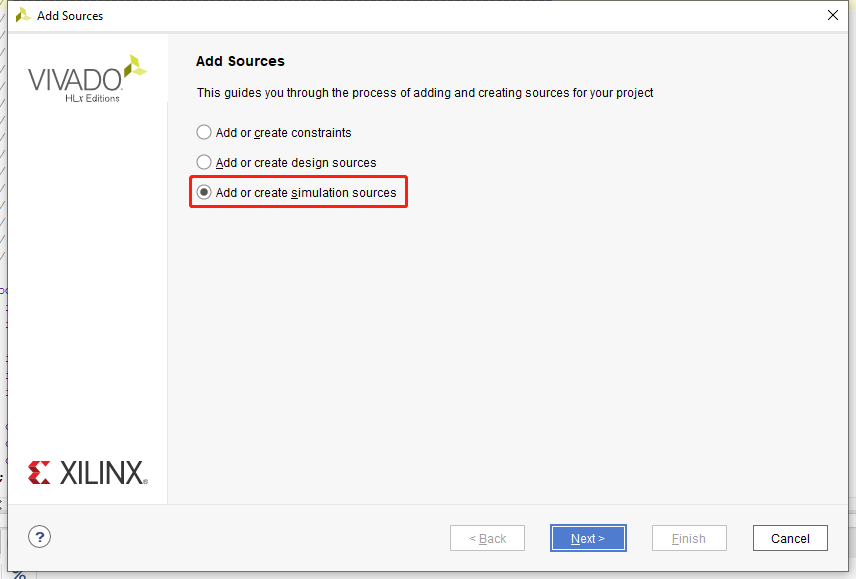 Add Sources
VIVADO
HLx Editions
Add Sources
This guides you through the process of adding and creating sources for your project
Add or create constraints
Add or create design sources
Add or create simulation sources
XILINX
?
< Back
Next >
Finish
Cancel